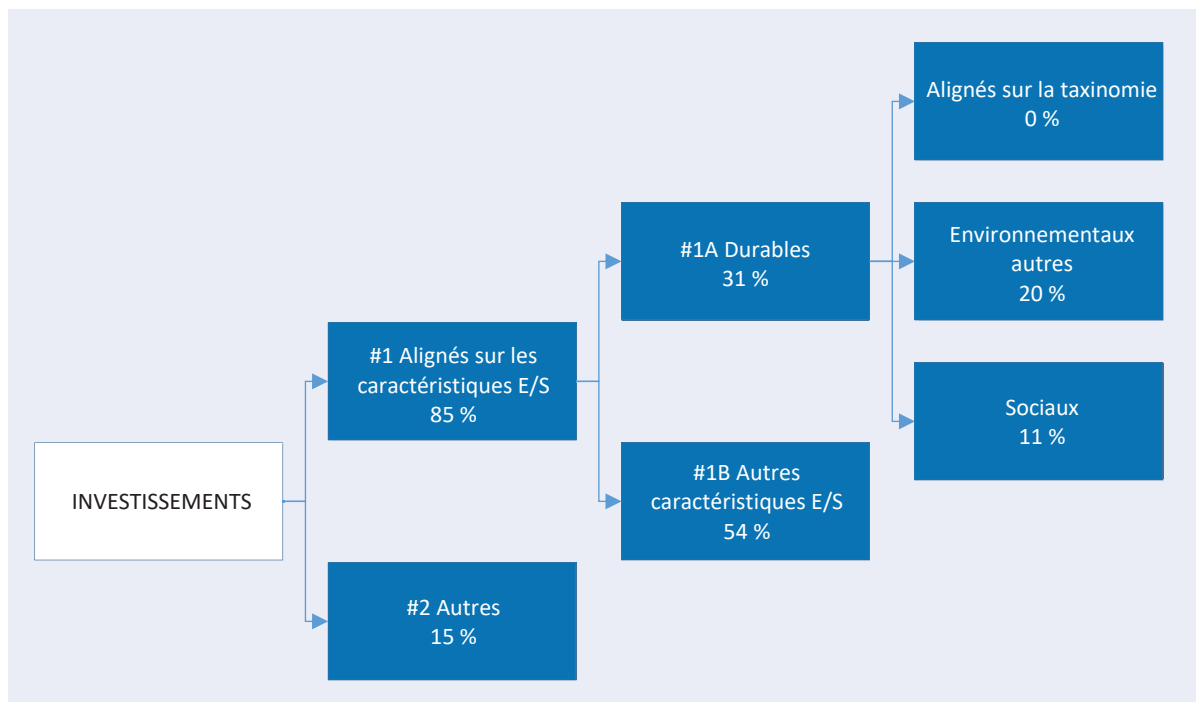 INVESTISSEMENTS
#1 Alignés sur les
caractéristiques E/S
85 %
#2 Autres
15 %
#1A Durables
31 %
#1B Autres
caractéristiques E/S
54 %
Alignés sur la taxinomie
0 %
Environnementaux
autres
20 %
Sociaux
11 %